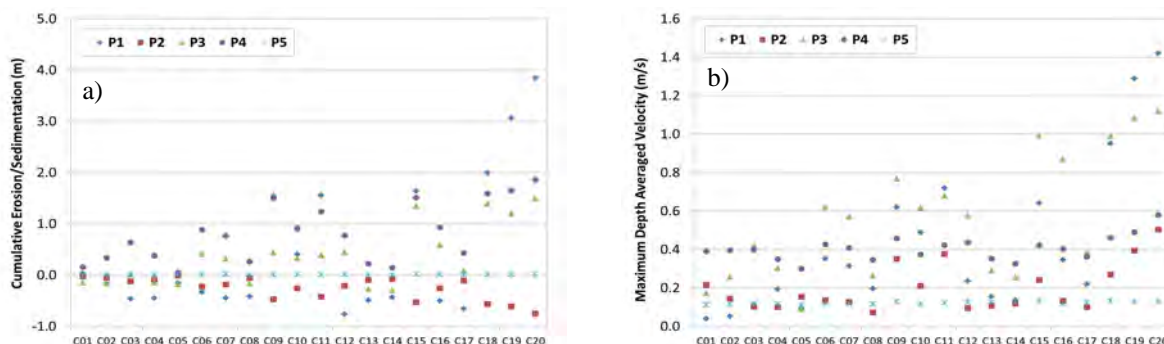 5.0
P1 P2 P3 P4 P5
4.0
a)
3.0
2.0
1.0
0.0
-1.0
Cumulative Erosion/Sedimentation (m)
C01 C02 C03 C04 C05 C06 C07 C08 C09 C10 C11 C12 C13 C14 C15 C16 C17 C18 C19 C20
1.6
P1 P2 P3 P4 P5
1.4
b)
1.2
1.0
0.8
0.6
0.4
0.2
0.0
Maximum Depth Averaged Velocity (m/s)
C01 C02 C03 C04 C05 C06 C07 C08 C09 C10 C11 C12 C13 C14 C15 C16 C17 C18 C19 C20